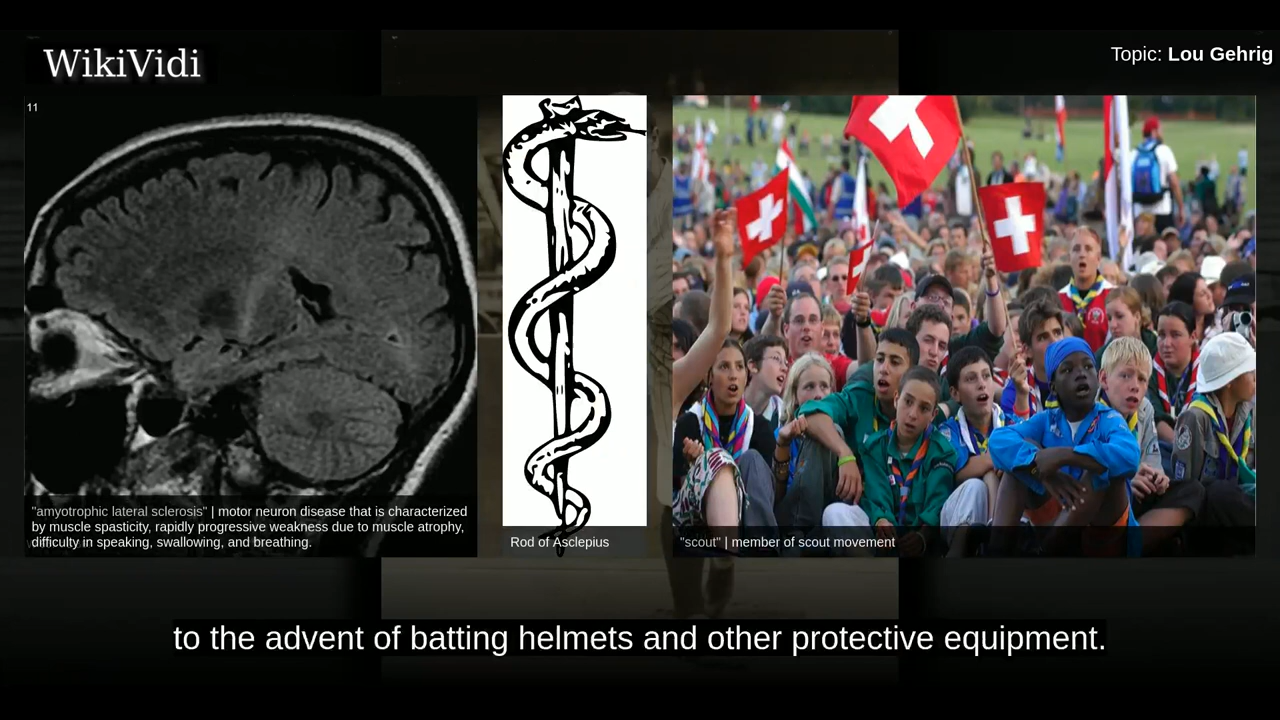 WikiVidi
Topic: Lou Gehrig
11
"amyotrophic lateral sclerosis" | motor neuron disease that is characterized
by muscle spasticity, rapidly progressive weakness due to muscle atrophy,
difficulty in speaking, swallowing, and breathing.
Rod of Asclepius
"scout" | member of scout movement
to the advent of batting helmets and other protective equipment.